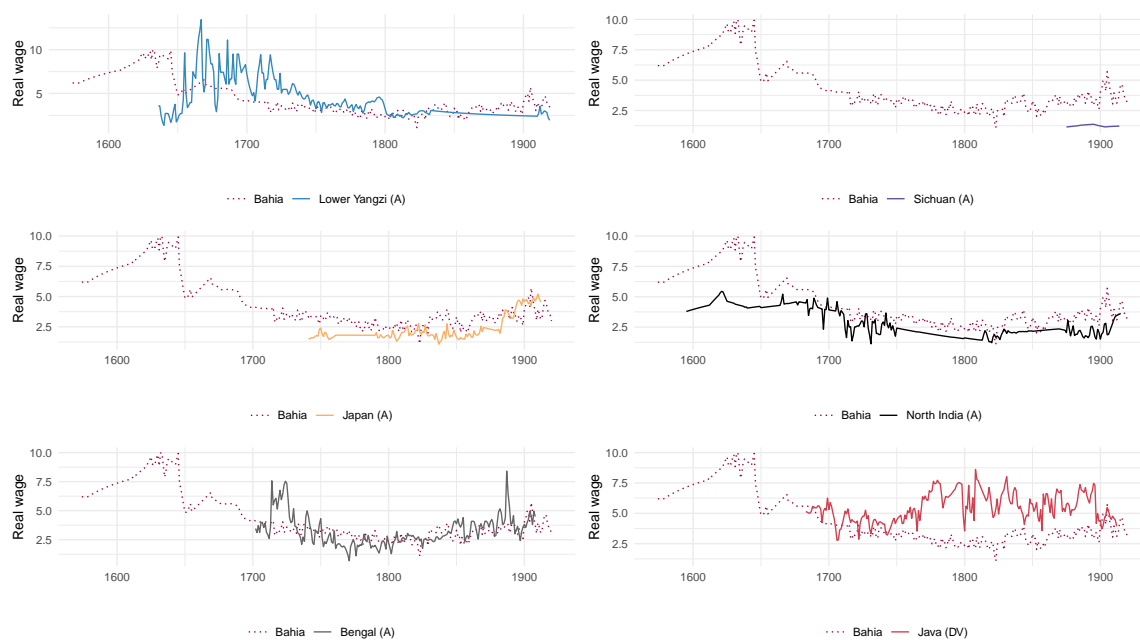 Real wage
10
5
1600 1700 1800 1900
Bahia Lower Yangzi (A)
Real wage
10.0
7.5
5.0
2.5
1600 1700 1800 1900
Bahia Sichuan (A)
Real wage
10.0
7.5
5.0
2.5
1600 1700 1800 1900
Bahia Japan (A)
Real wage
10.0
7.5
5.0
2.5
1600 1700 1800 1900
Bahia North India (A)
Real wage
10.0
7.5
5.0
2.5
1600 1700 1800 1900
Bahia Bengal (A)
Real wage
10.0
7.5
5.0
2.5
1600 1700 1800 1900
Bahia Java (DV)